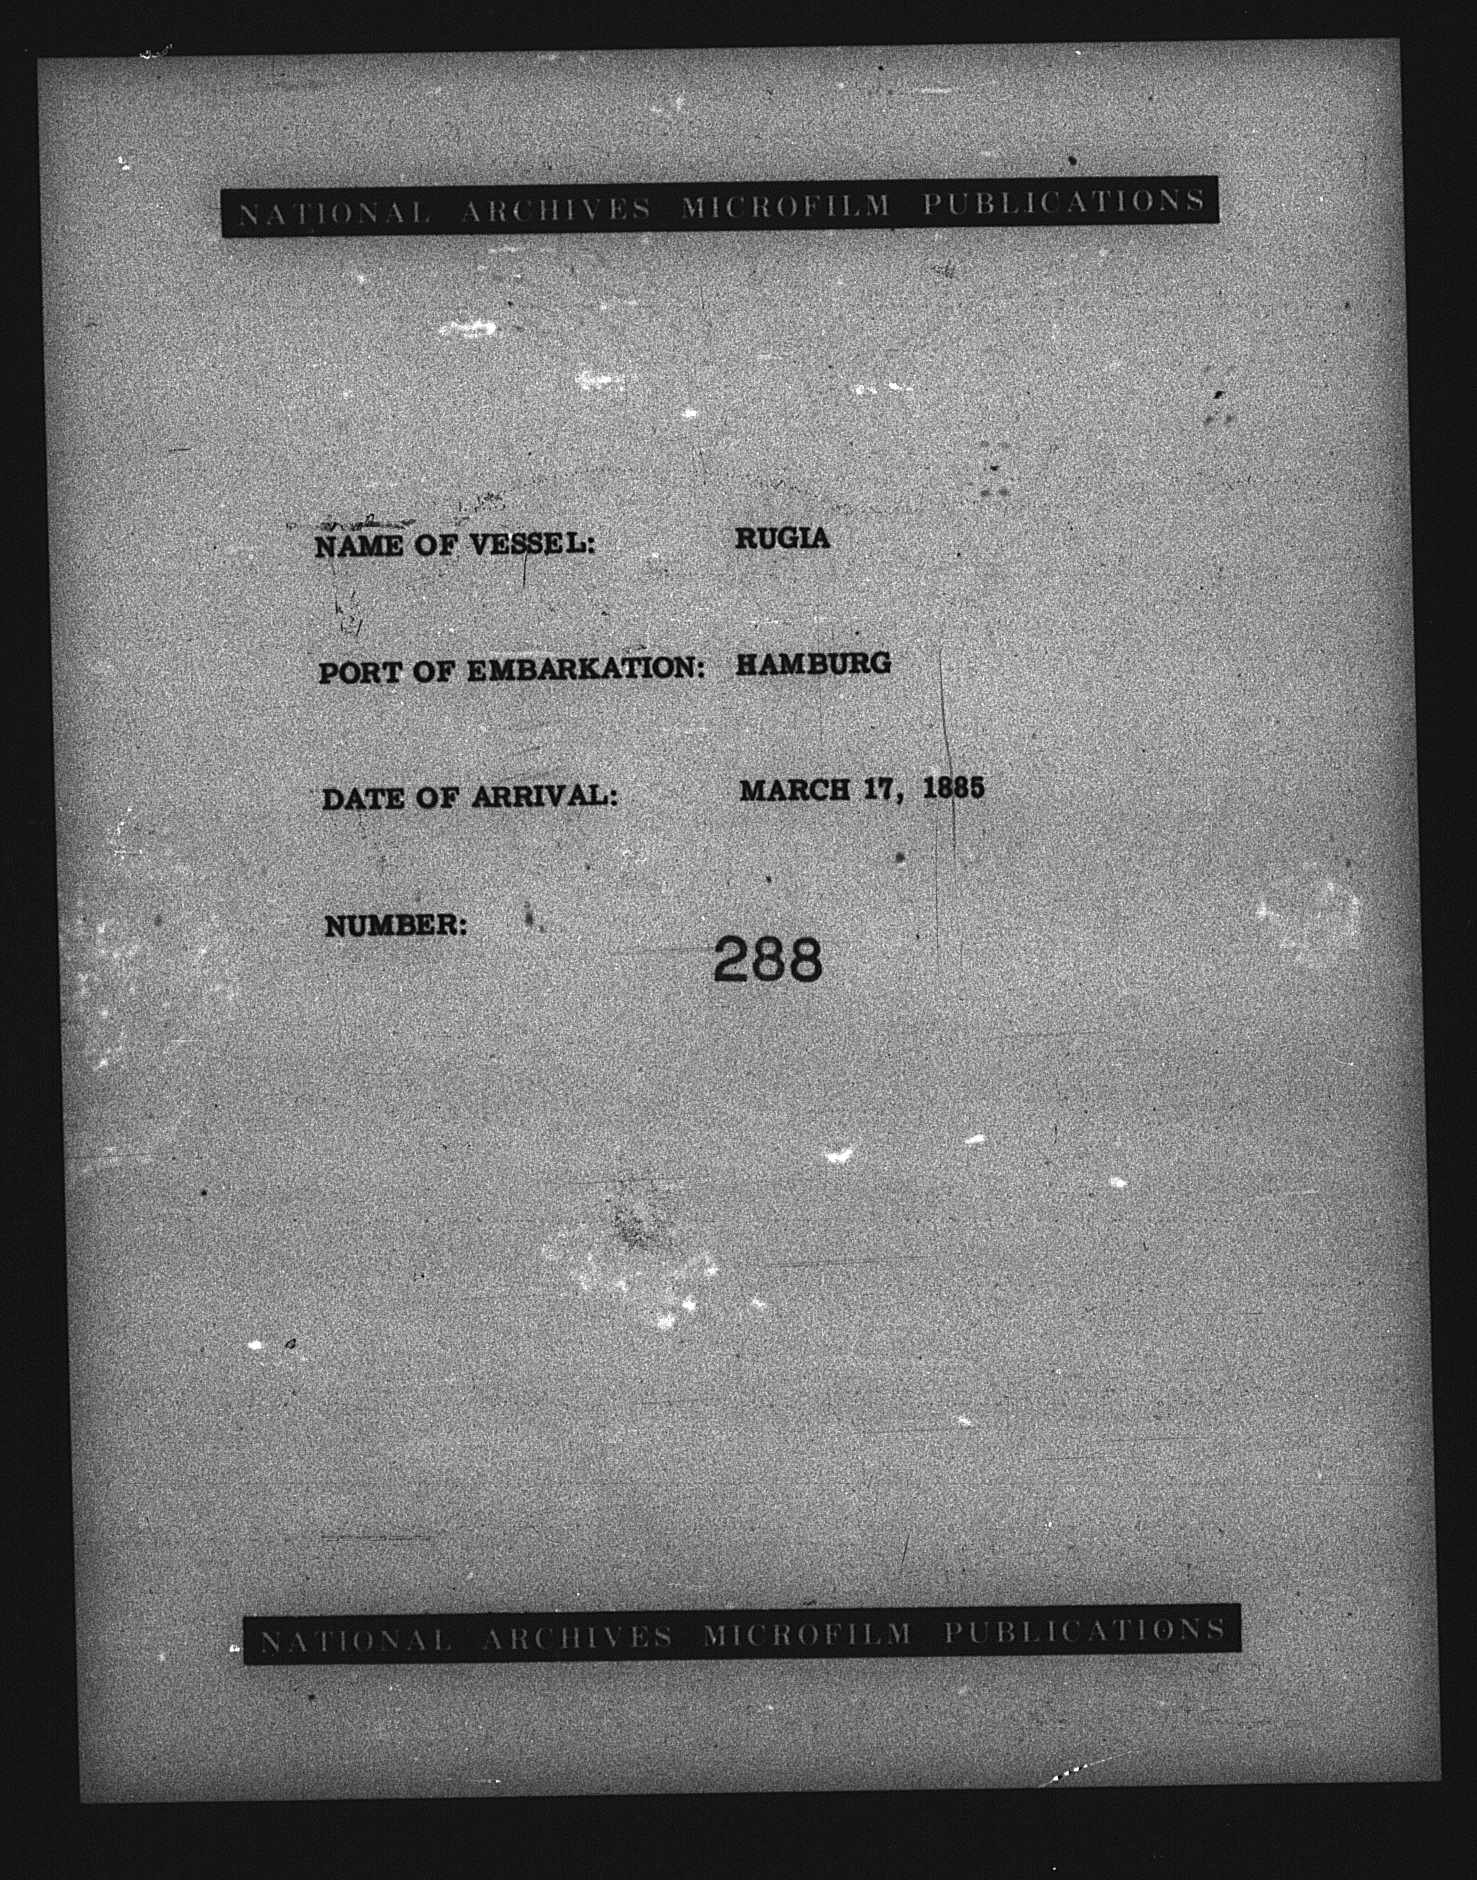 NATIONAL ARCHIVES MICROFILM PUBLICATIONS
NAME OF VESSEL: RUGIA
PORT OF EMBARKATION: HAMBURG
DATE OF ARRIVAL: MARCH 17, 1885
NUMBER:
288
NATIONAL ARCHIVES MICROFILM PUBLICATIONS